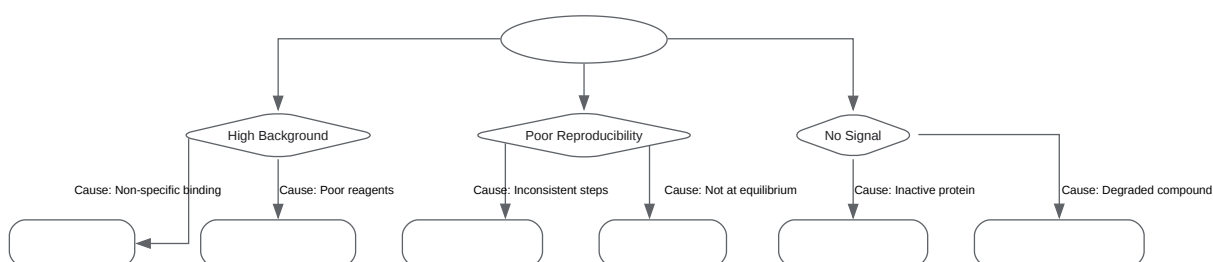 High Background
Poor Reproducibility
No Signal
Cause: Non-specific binding
Cause: Poor reagents
Cause: Inconsistent steps
Cause: Not at equilibrium
Cause: Inactive protein
Cause: Degraded compound